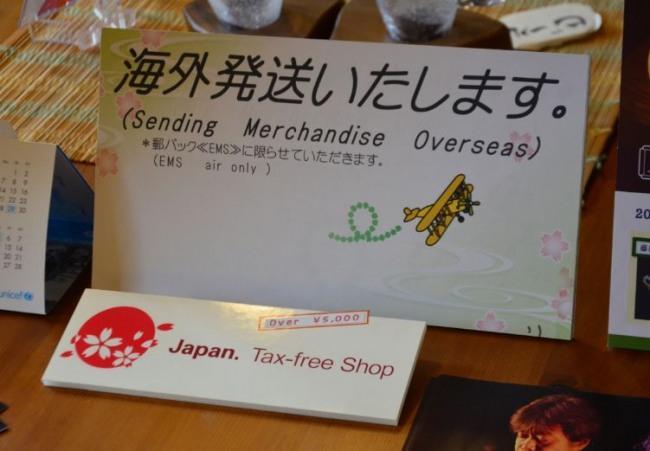 海外発送いたします。
(Sending Merchandise Overseas)
*郵パック≪EMS≫に限らせていただきます。
(EMS air only )
Over ¥5,000
Japan. Tax-free Shop
unicef
20